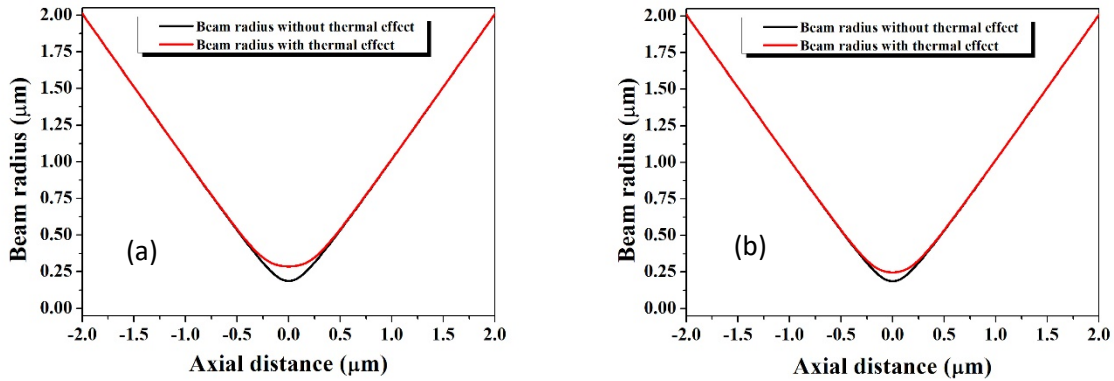 Beam radius without thermal effect
Beam radius with thermal effect
2.00
1.75
1.50
1.25
1.00
0.75
0.50
0.25
0.00
Beam radius (μm)
(a)
-2.0 -1.5 -1.0 -0.5 0.0 0.5 1.0 1.5 2.0
Axial distance (μm)
Beam radius without thermal effect
Beam radius with thermal effect
2.00
1.75
1.50
1.25
1.00
0.75
0.50
0.25
0.00
Beam radius (μm)
(b)
-2.0 -1.5 -1.0 -0.5 0.0 0.5 1.0 1.5 2.0
Axial distance (μm)